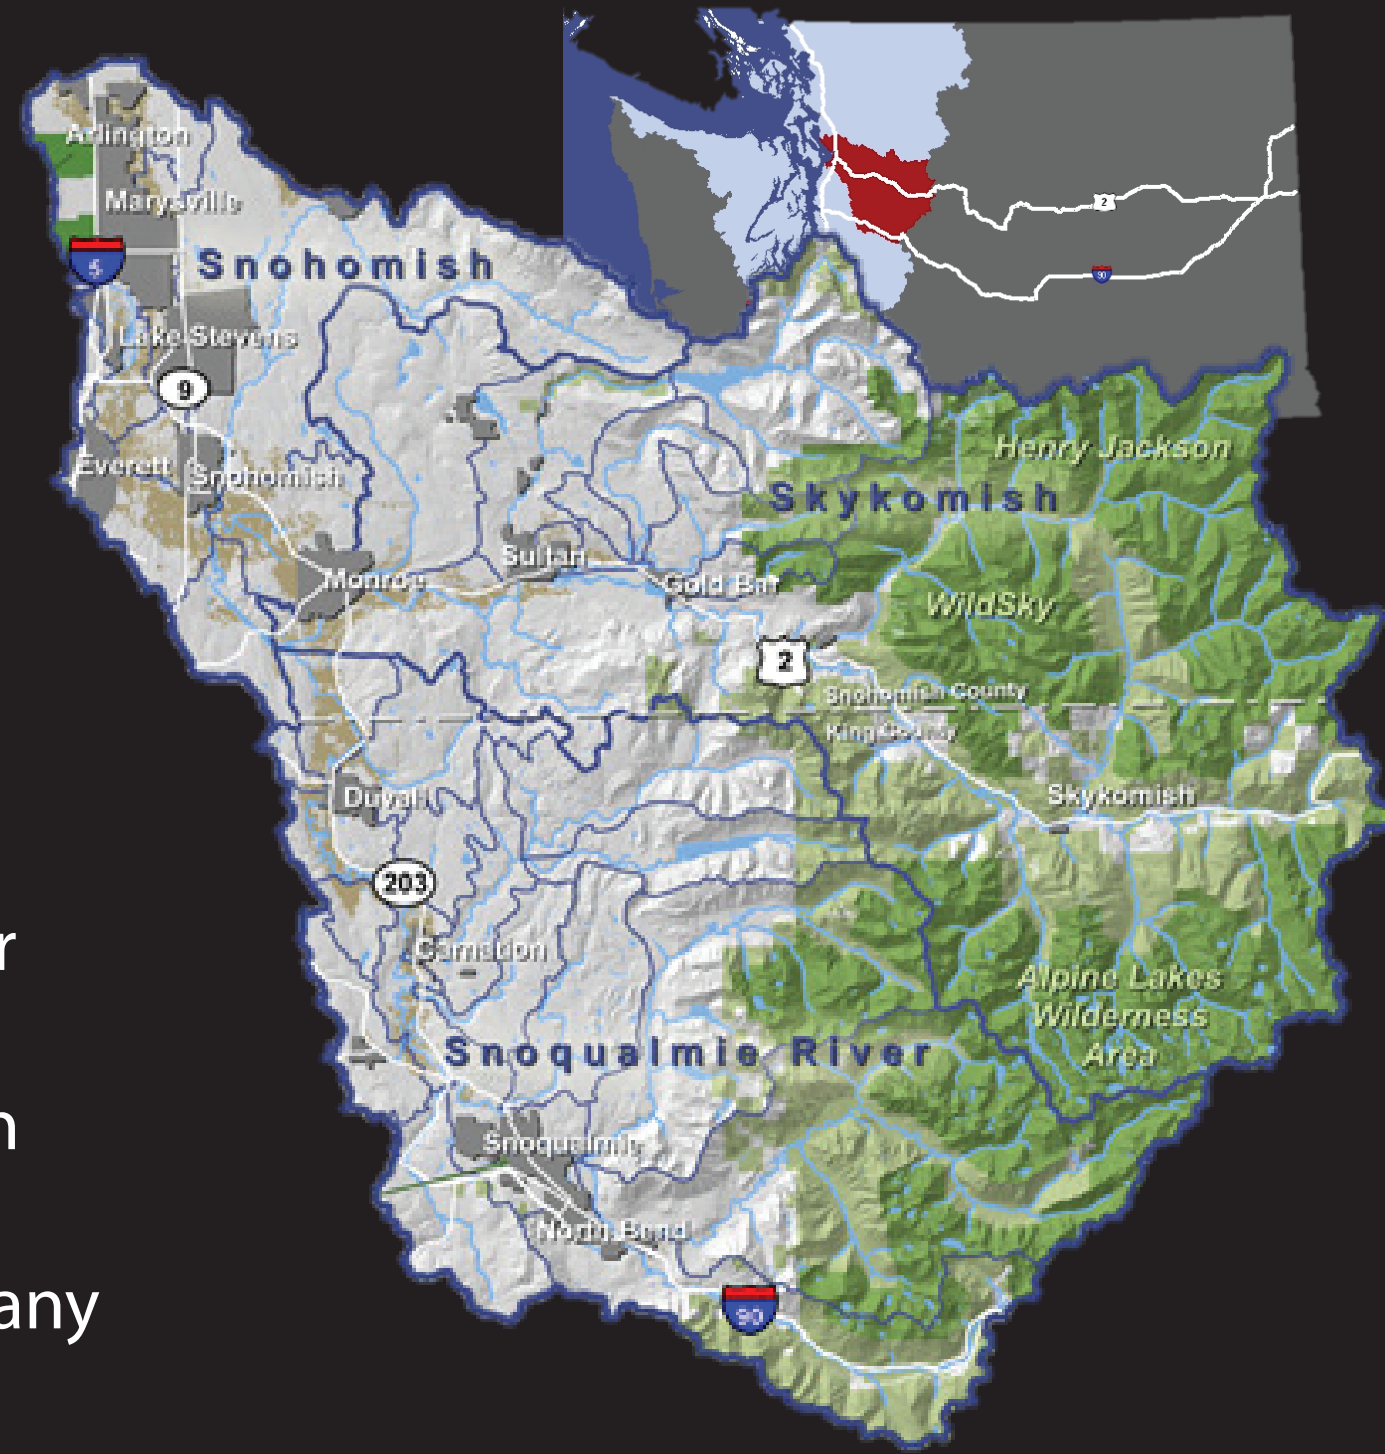 2
90
Arlington
Marysville
5
Snohomish
Lake Stevens
9
Henry Jackson
Everett
Snohomish
Skykomish
Sultan
Monroe
Gold Bar
WildSky
2
Snohomish County
King County
Duvall
Skykomish
203
r
Carnation
Alpine Lakes
Wilderness
Area
Snoqualmie River
n
Snoqualmie
North Bend
90
any